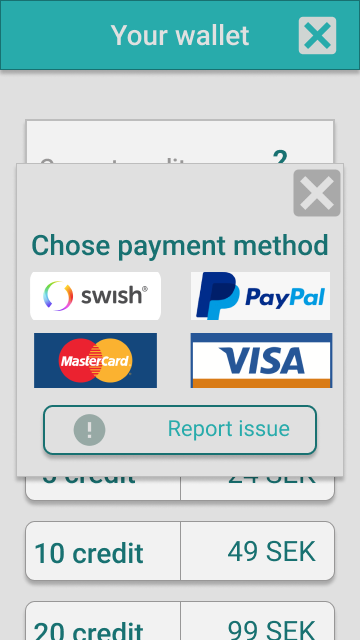 Your wallet
2
Chose payment method
swish®
PayPal
MasterCard
VISA
Report issue
5 credit 24 SEK
10 credit 49 SEK
20 credit 99 SEK